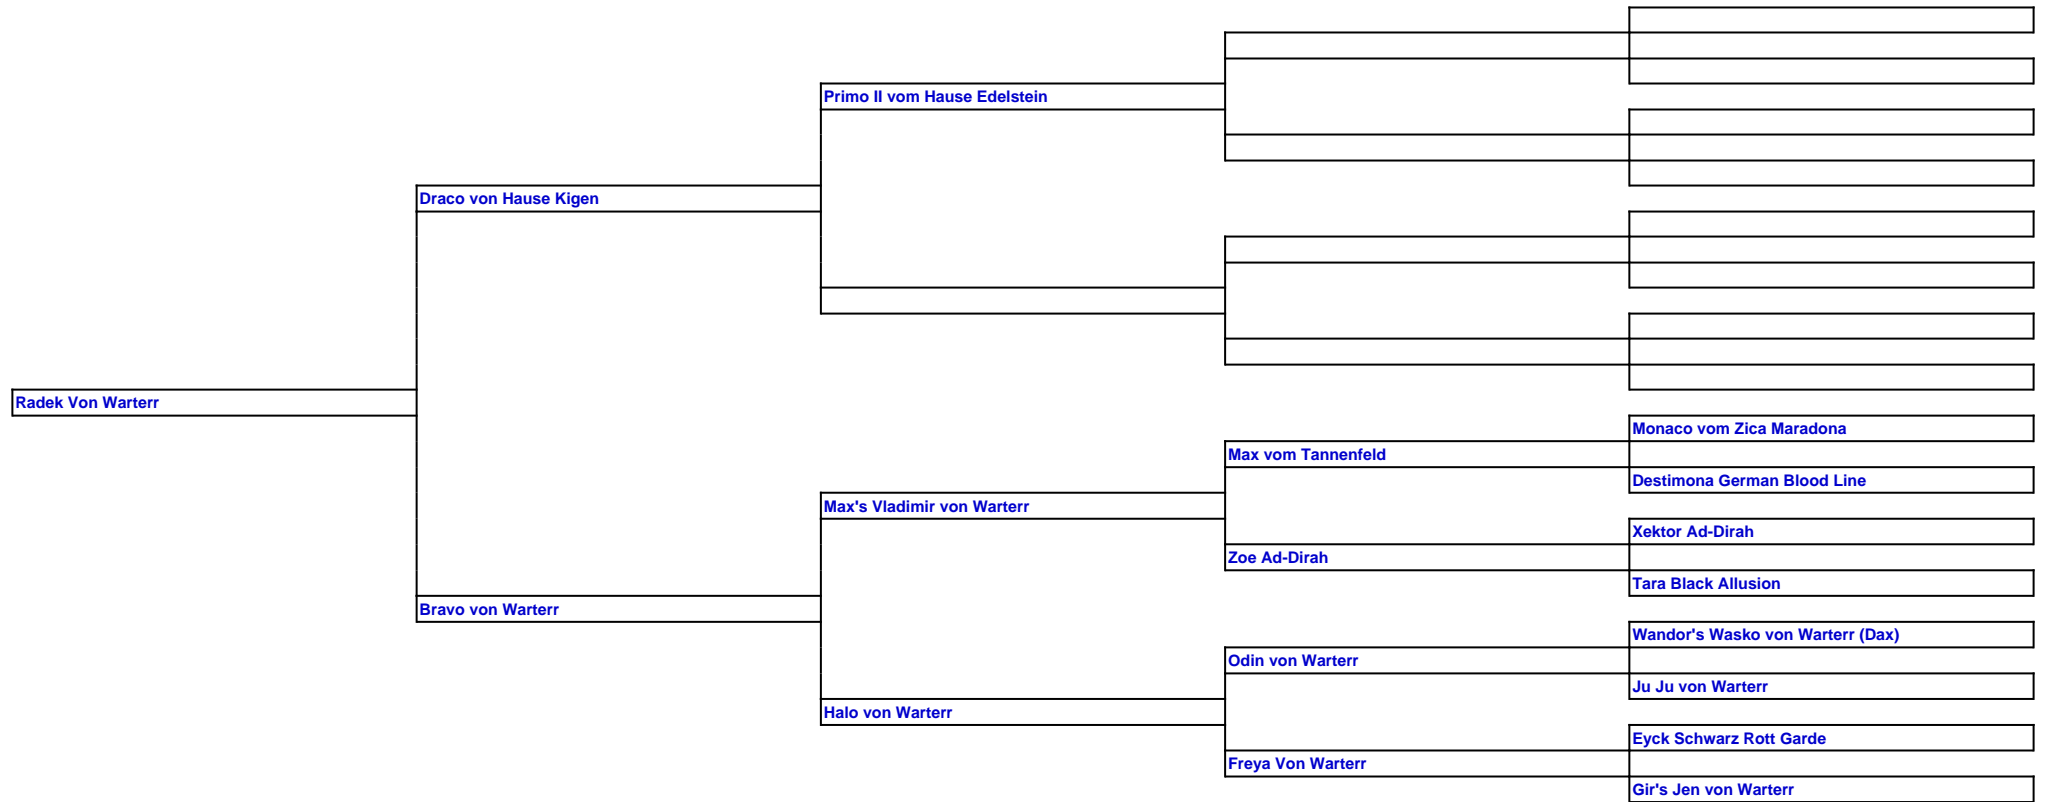 Primo II vom Hause Edelstein
Draco von Hause Kigen
Radek Von Warterr
Monaco vom Zica Maradona
Max vom Tannenfeld
Destimona German Blood Line
Max's Vladimir von Warterr
Xektor Ad-Dirah
Zoe Ad-Dirah
Tara Black Allusion
Bravo von Warterr
Wandor's Wasko von Warterr (Dax)
Odin von Warterr
Ju Ju von Warterr
Halo von Warterr
Eyck Schwarz Rott Garde
Freya Von Warterr
Gir's Jen von Warterr